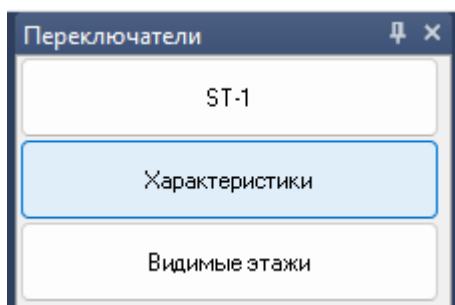 Переключатели
ST-1
Характеристики
Видимые этажи